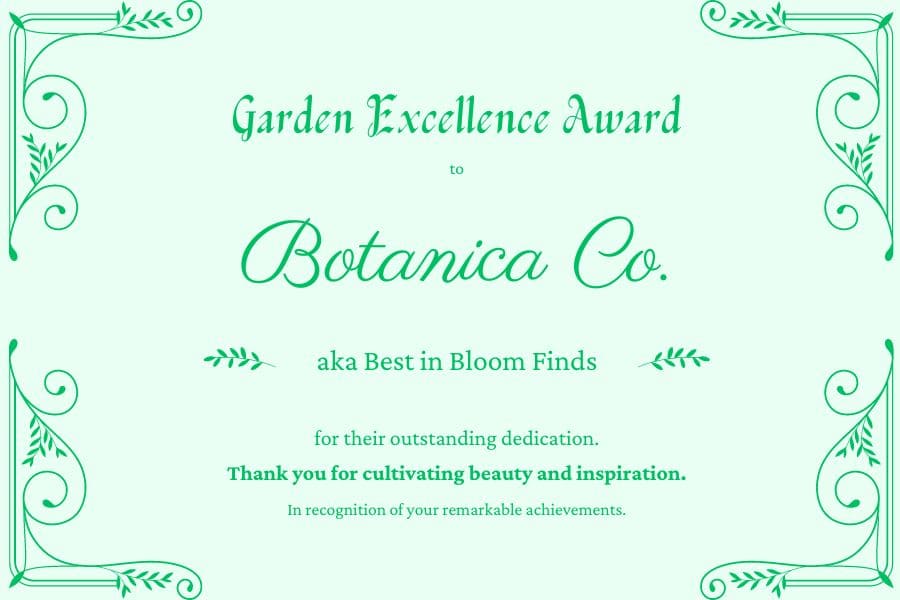 Garden Excellence Award
to
Botanica Co.
aka Best in Bloom Finds
for their outstanding dedication.
Thank you for cultivating beauty and inspiration.
In recognition of your remarkable achievements.